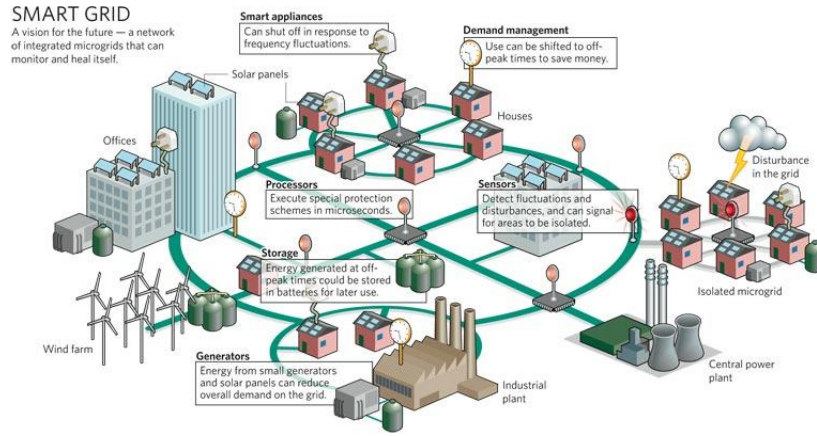 SMART GRID
A vision for the future — a network
of integrated microgrids that can
monitor and heal itself.
Smart appliances
Can shut off in response to
frequency fluctuations.
Demand management
Use can be shifted to off-
peak times to save money.
Solar panels
Houses
Offices
Disturbance
in the grid
Processors
Execute special protection
schemes in microseconds.
Sensors
Detect fluctuations and
disturbances, and can signal
for areas to be isolated.
Storage
Energy generated at off-
peak times could be stored
in batteries for later use.
Isolated microgrid
Wind farm
Generators
Energy from small generators
and solar panels can reduce
overall demand on the grid.
Industrial
plant
Central power
plant